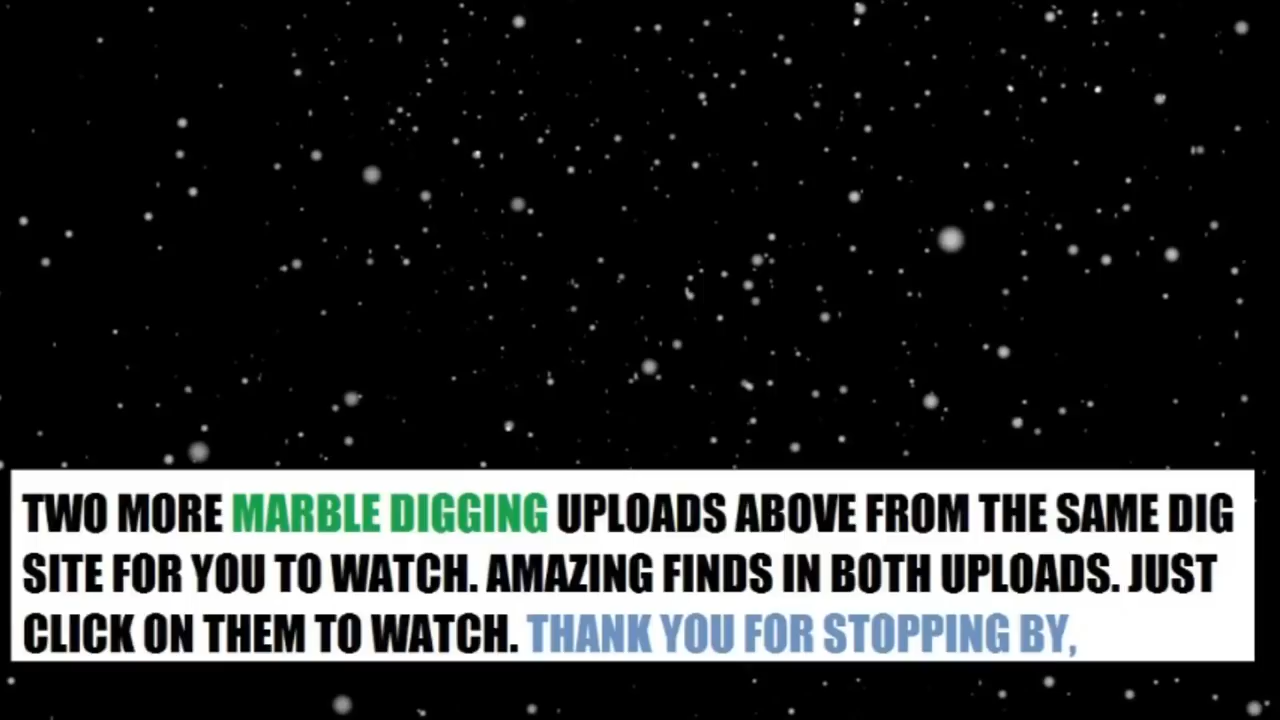 TWO MORE MARBLE DIGGING UPLOADS ABOVE FROM THE SAME DIG
SITE FOR YOU TO WATCH. AMAZING FINDS IN BOTH UPLOADS. JUST
CLICK ON THEM TO WATCH. THANK YOU FOR STOPPING BY,